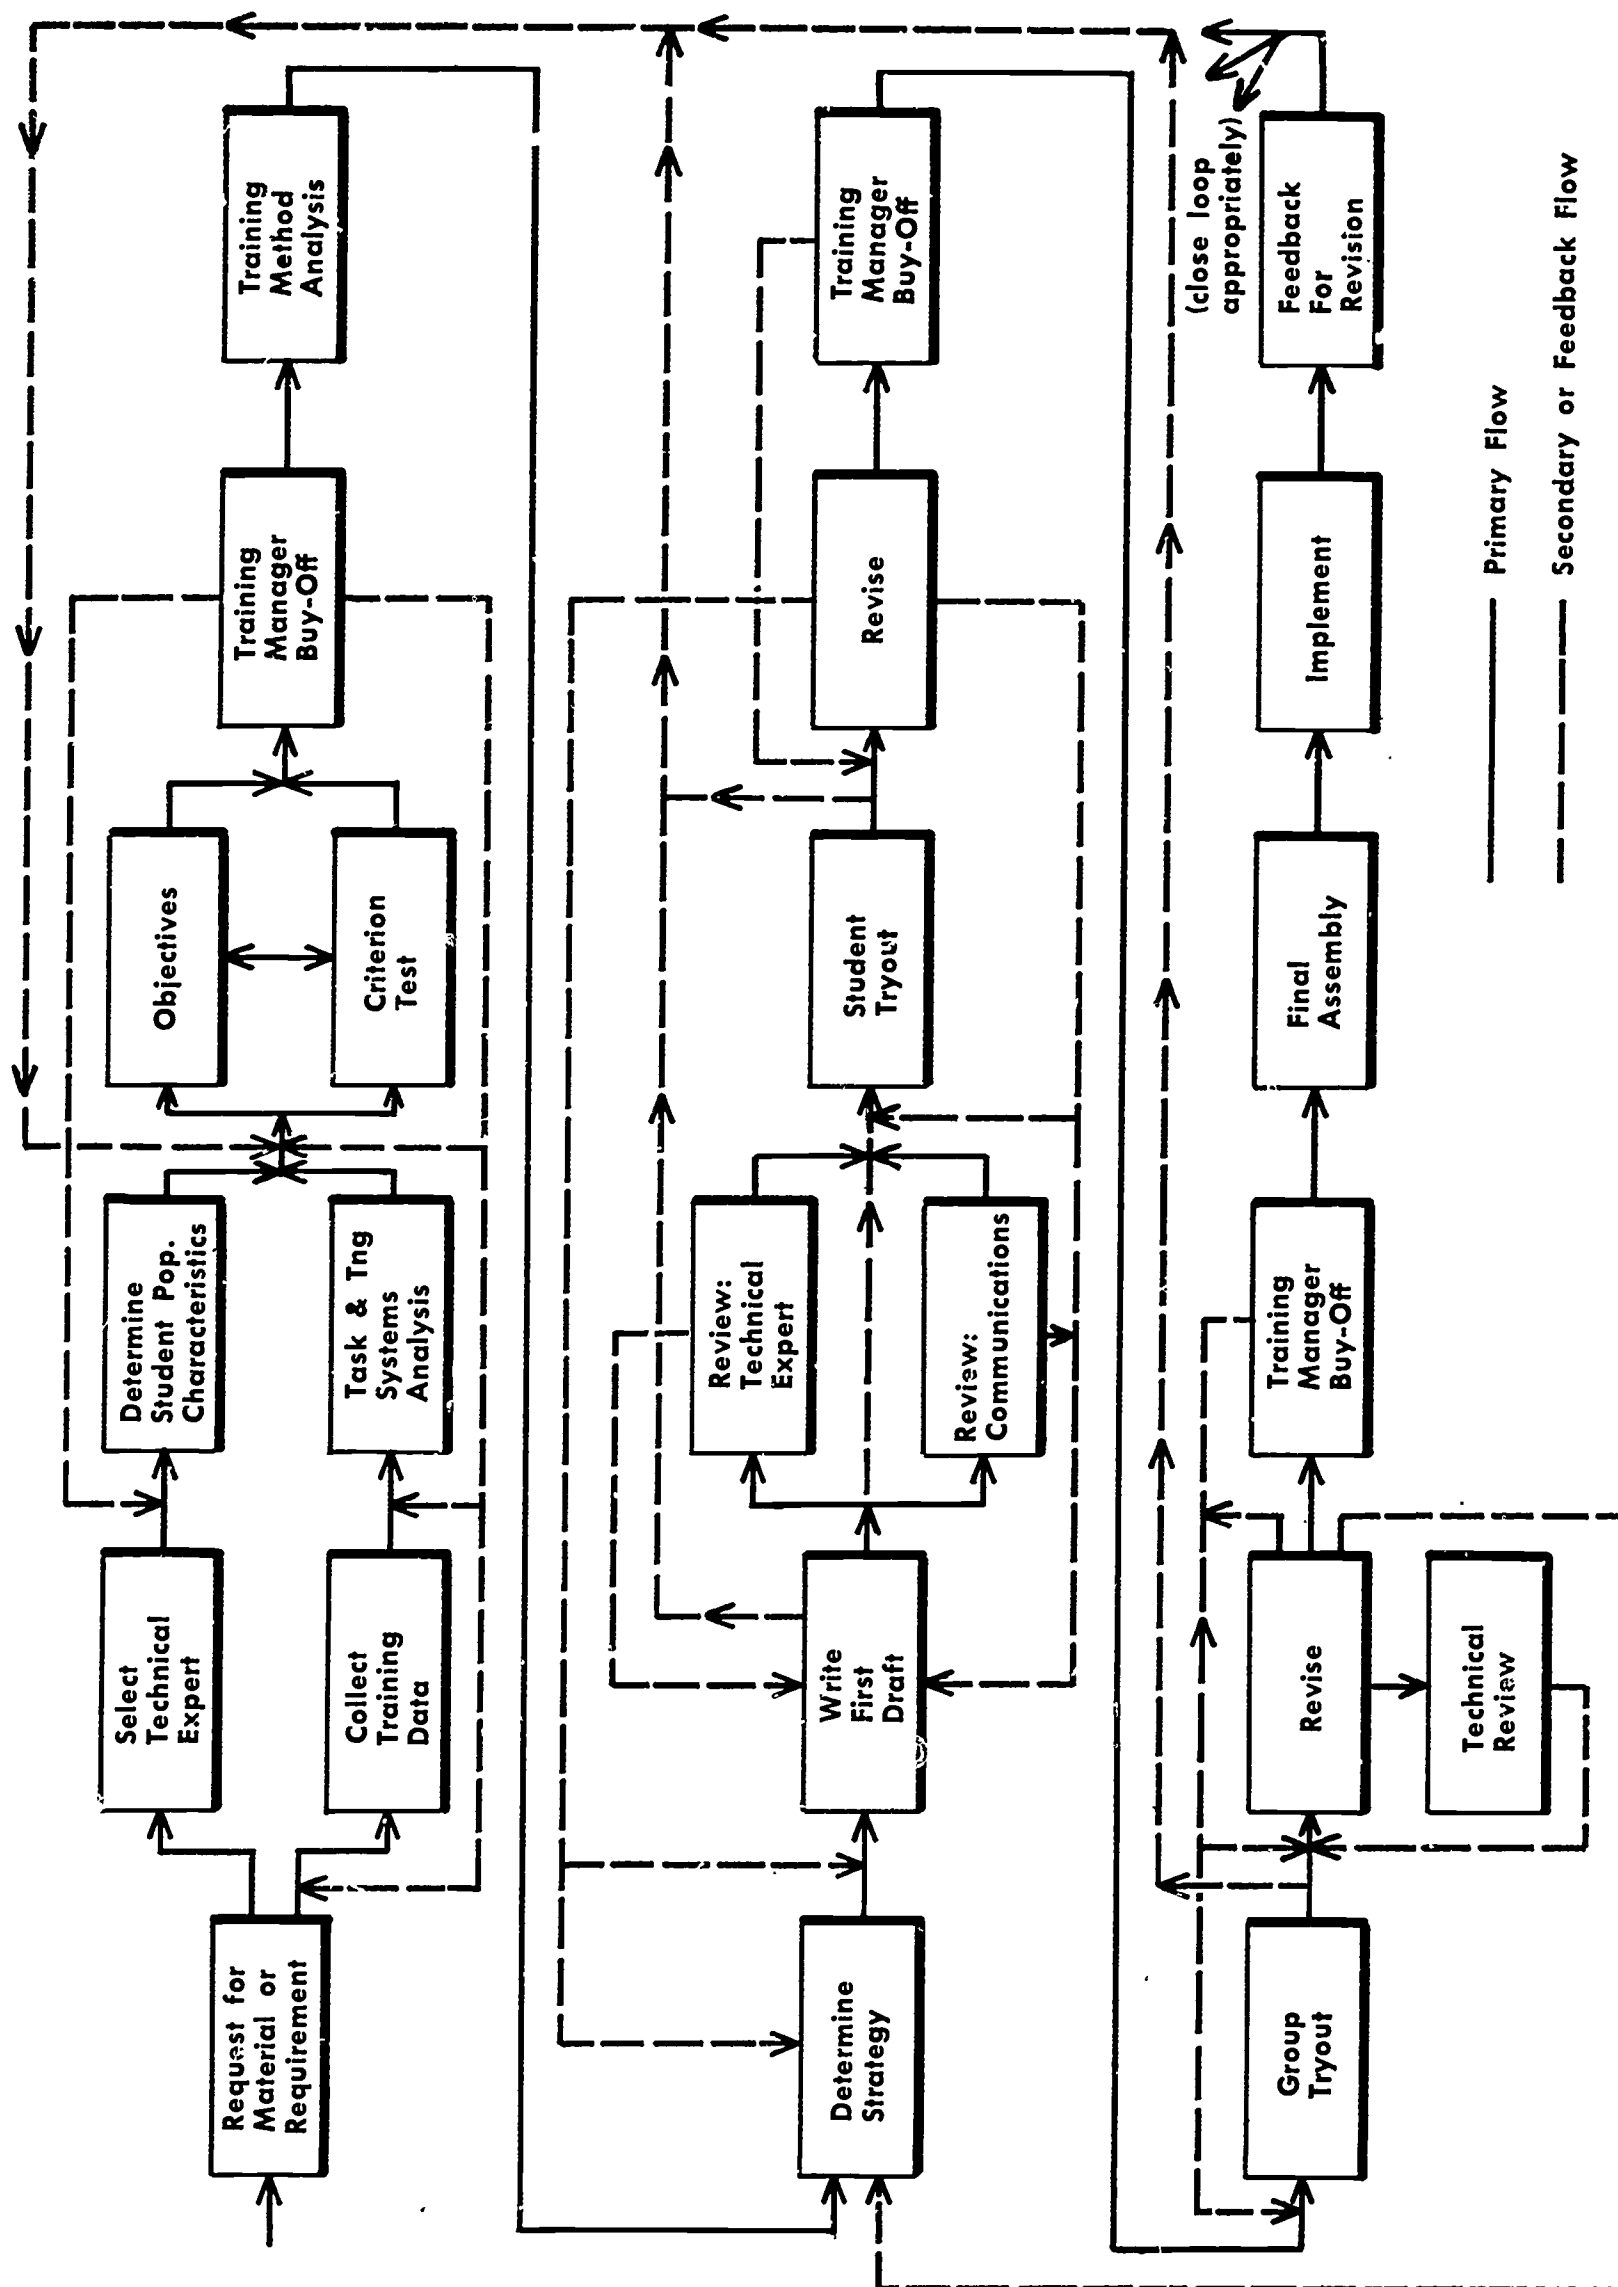 Request for
Material or
Requirement
Select
Technical
Expert
Collect
Training
Data
Determine
Student Pop.
Characteristics
Task & Tng
Systems
Analysis
Objectives
Criterion
Test
Training
Manager
Buy-Off
Training
Method
Analysis
Determine
Strategy
Write
First
Draft
Review:
Technical
Expert
Review:
Communications
Student
Tryout
Revise
Training
Manager
Buy-Off
Group
Tryout
Revise
Technical
Review
Training
Manager
Buy-Off
Final
Assembly
Implement
Feedback
For
Revision
(close loop
appropriately)
Primary Flow
Secondary or Feedback Flow